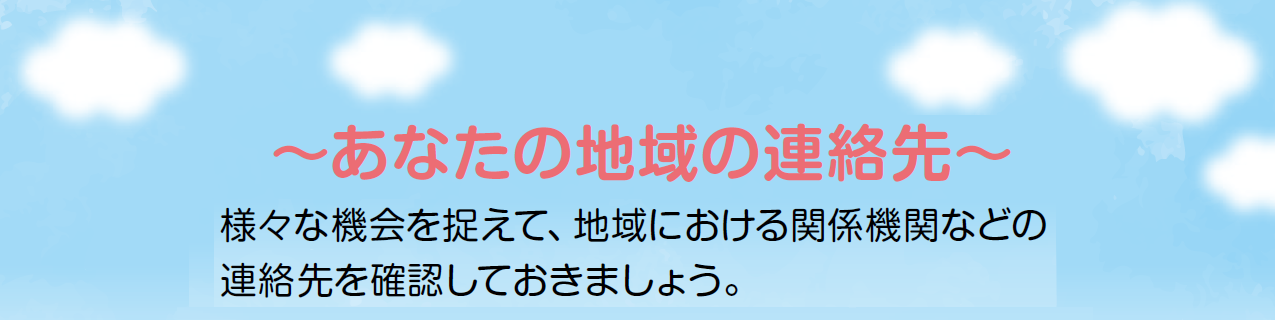 ～あなたの地域の連絡先～
様々な機会を捉えて、地域における関係機関などの
連絡先を確認しておきましょう。